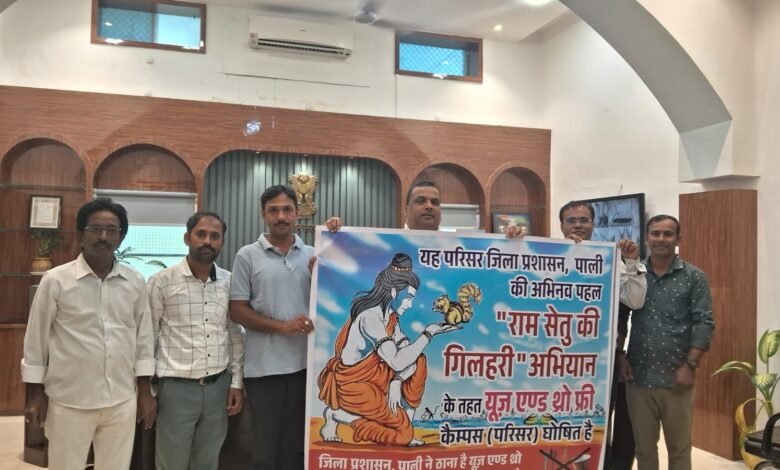 यह परिसर जिला प्रशासन, पाली
की अभिनव पहल
"राम सेतु की
गिलहरी" अभियान
के तहत यूज़ एण्ड थ्रो फ्री
कैम्पस (परिसर) घोषित है
जिला प्रशासन, पाली ने ठाना है यूज़ एण्ड थ्रो